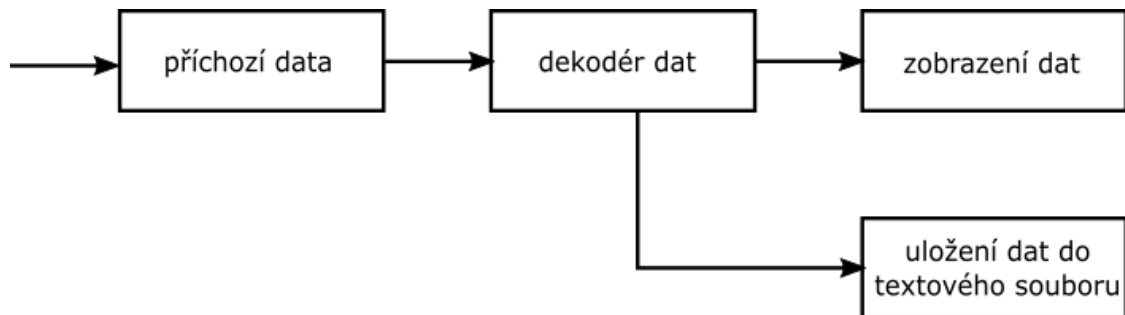 příchozí data
dekodér dat
zobrazení dat
uložení dat do
textového souboru